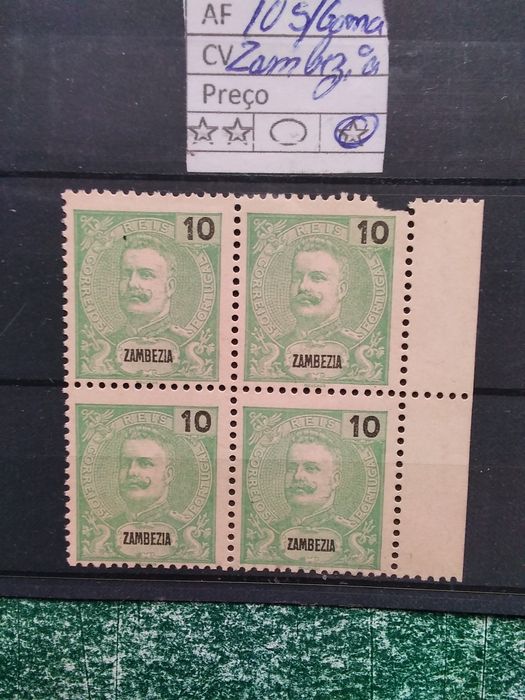 AF 10 S/Goma
CV Zambézia
Preço
10 10
REIS REIS
CORREIOS PORTUGAL CORREIOS PORTUGAL
ZAMBEZIA ZAMBEZIA
10 10
REIS REIS
CORREIOS PORTUGAL CORREIOS PORTUGAL
ZAMBEZIA ZAMBEZIA